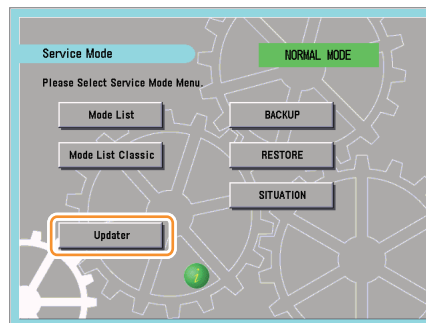 Service Mode
NORMAL MODE
Please Select Service Mode Menu.
Mode List
BACKUP
Mode List Classic
RESTORE
SITUATION
Updater
i